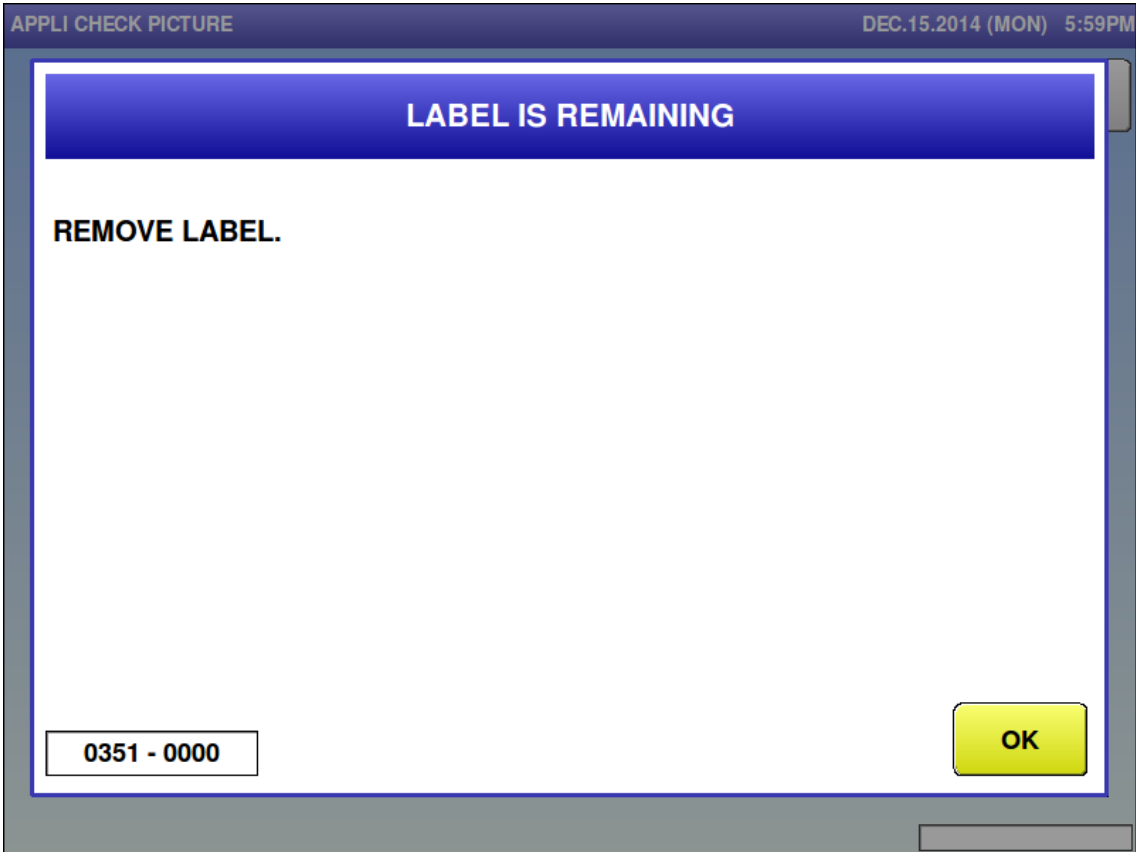 APPLI CHECK PICTURE DEC.15.2014 (MON) 5:59PM
LABEL IS REMAINING
REMOVE LABEL.
0351 - 0000
OK